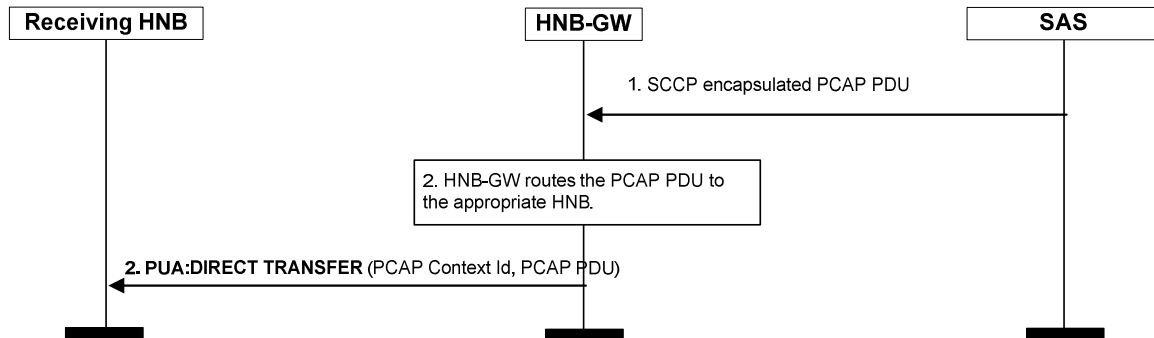 Receiving HNB
HNB-GW
SAS
1. SCCP encapsulated PCAP PDU
2. HNB-GW routes the PCAP PDU to
the appropriate HNB.
2. PUA:DIRECT TRANSFER (PCAP Context Id, PCAP PDU)